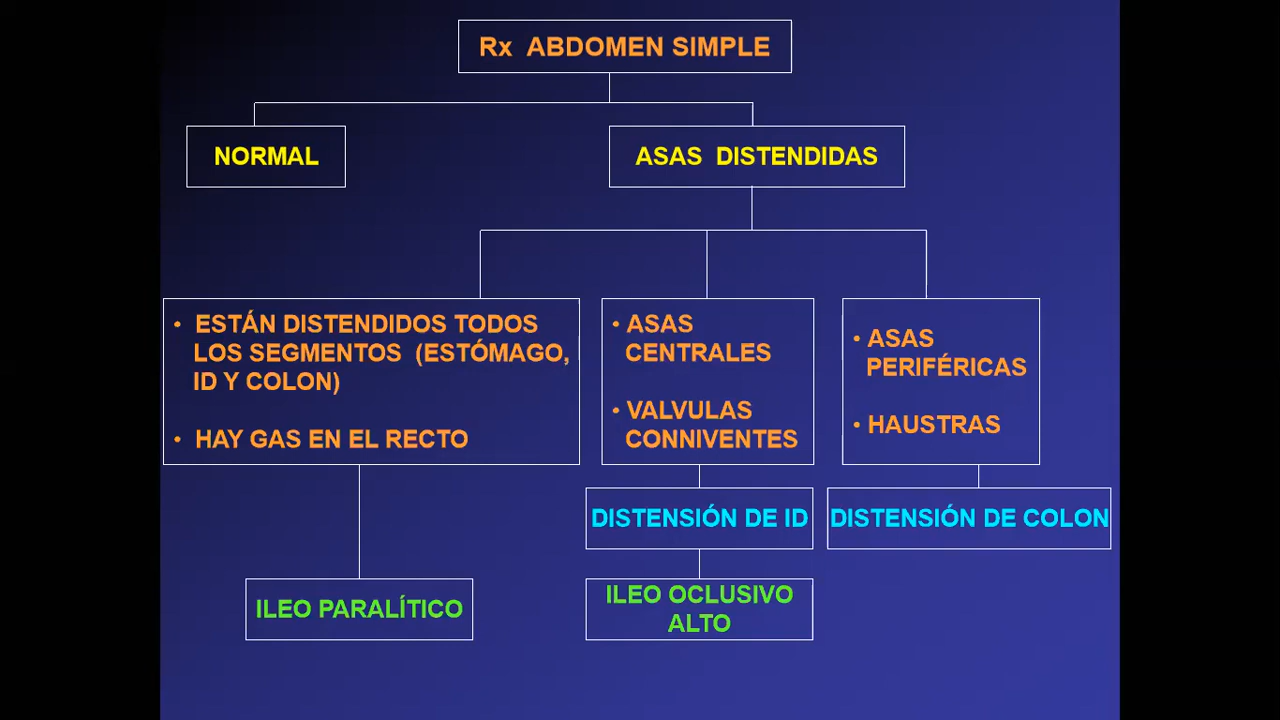 Rx ABDOMEN SIMPLE
NORMAL
ASAS DISTENDIDAS
• ESTÁN DISTENDIDOS TODOS
LOS SEGMENTOS (ESTÓMAGO,
ID Y COLON)
• HAY GAS EN EL RECTO
• ASAS
CENTRALES
• VALVULAS
CONNIVENTES
• ASAS
PERIFÉRICAS
• HAUSTRAS
DISTENSIÓN DE ID
DISTENSIÓN DE COLON
ILEO PARALÍTICO
ILEO OCLUSIVO
ALTO